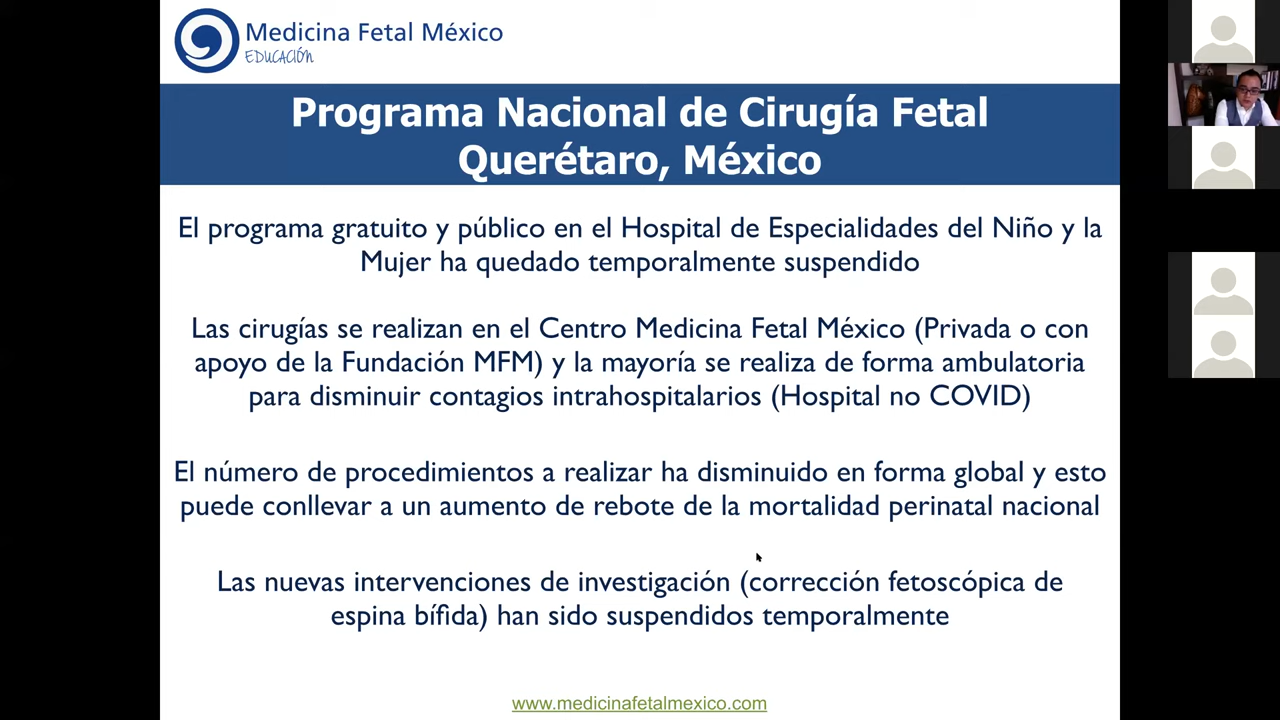 Medicina Fetal México
EDUCACIÓN
Programa Nacional de Cirugía Fetal
Querétaro, México
El programa gratuito y público en el Hospital de Especialidades del Niño y la
Mujer ha quedado temporalmente suspendido
Las cirugías se realizan en el Centro Medicina Fetal México (Privada o con
apoyo de la Fundación MFM) y la mayoría se realiza de forma ambulatoria
para disminuir contagios intrahospitalarios (Hospital no COVID)
El número de procedimientos a realizar ha disminuido en forma global y esto
puede conllevar a un aumento de rebote de la mortalidad perinatal nacional
Las nuevas intervenciones de investigación (corrección fetoscópica de
espina bífida) han sido suspendidos temporalmente
www.medicinafetalmexico.com